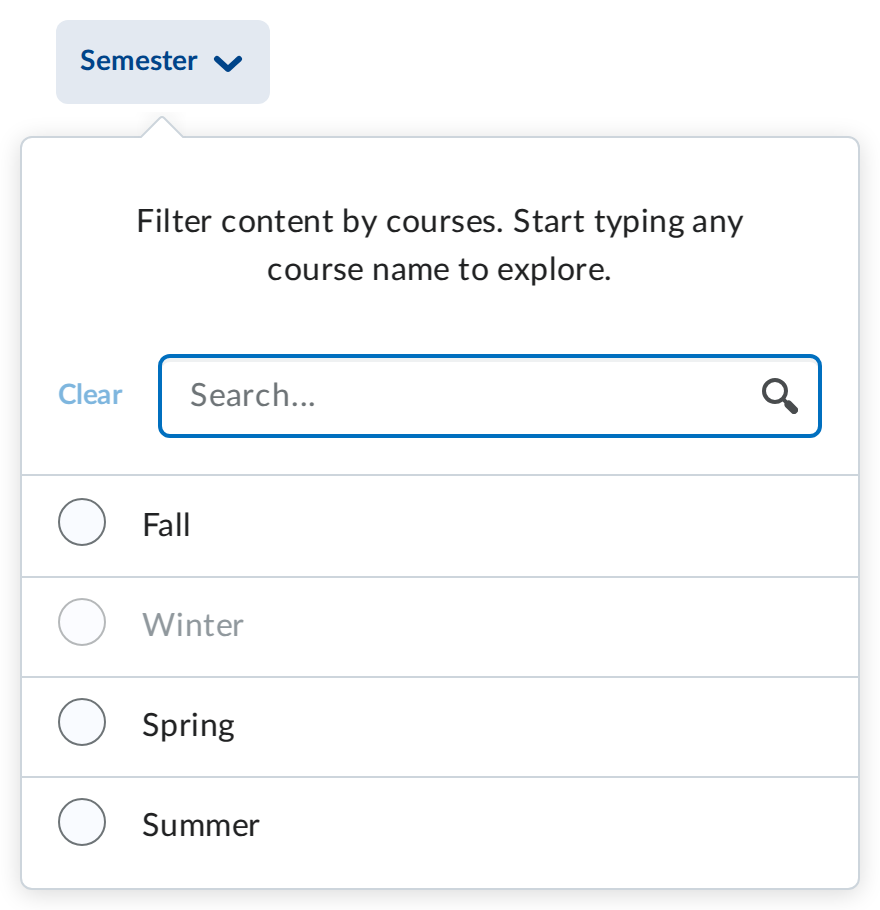 Semester
Filter content by courses. Start typing any
course name to explore.
Clear
Search...
Fall
Winter
Spring
Summer